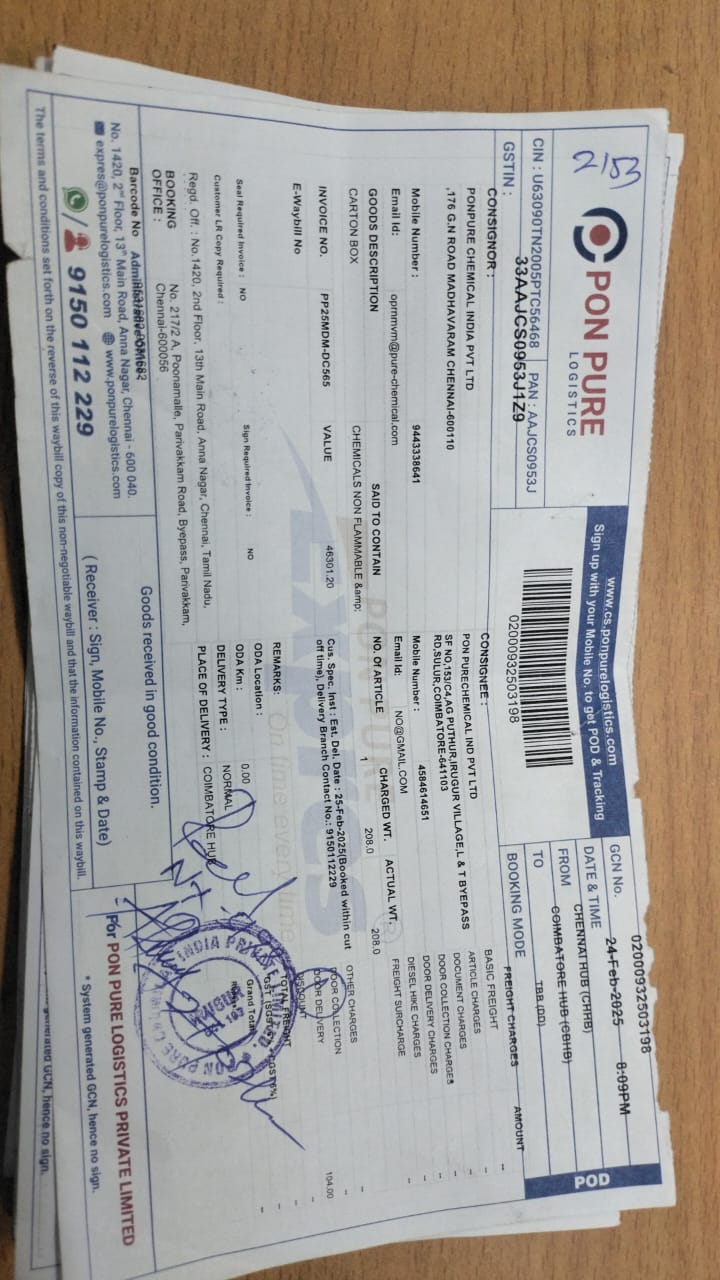 2153
PON PURE
LOGISTICS
CIN : U63090TN2005PTC56468 PAN : AAJCS0953J
GSTIN : 33AAJCS0953J1Z9
www.cs.ponpurelogistics.com
Sign up with your Mobile No. to get POD & Tracking
02000932503198
GCN No. 02000932503198
DATE & TIME 24-Feb-2025 8:09PM
FROM CHENNAI HUB (CHHB)
TO COIMBATORE HUB (CBHB)
BOOKING MODE TBB (DD)
POD
CONSIGNOR :
PONPURE CHEMICAL INDIA PVT LTD
,176 G.N ROAD MADHAVARAM CHENNAI-600110
Mobile Number : 9443338641
Email Id: oprnmvm@pure-chemical.com
CONSIGNEE :
PON PURECHEMICAL IND PVT LTD
SF NO,153/C4,AG PUTHUR,IRUGUR VILLAGE,L & T BYEPASS
RD,SULUR,COIMBATORE-641103
Mobile Number : 4584614651
Email Id: NO@GMAIL.COM
GOODS DESCRIPTION SAID TO CONTAIN NO. OF ARTICLE CHARGED WT. ACTUAL WT.
CARTON BOX CHEMICALS NON FLAMMABLE &amp; 1 208.0 208.0
INVOICE NO. PP25MDM-DC565 VALUE 46301.20
E-Waybill No
Cus. Spec. Inst : Est. Del. Date : 25-Feb-2025(Booked within cut
off time), Delivery Branch Contact No.: 9150112229
REMARKS:
Seal Required Invoice : NO Sign Required Invoice : NO
Customer LR Copy Required :
ODA Location :
ODA Km : 0.00
DELIVERY TYPE : NORMAL
PLACE OF DELIVERY : COIMBATORE HUB
Regd. Off. : No.1420, 2nd Floor, 13th Main Road, Anna Nagar, Chennai, Tamil Nadu,
BOOKING OFFICE : No. 217/2 A, Poonamalle, Parivakkam Road, Byepass, Parivakkam,
Chennai-600056
FREIGHT CHARGES AMOUNT
BASIC FREIGHT --
ARTICLE CHARGES -
DOCUMENT CHARGES -
DOOR COLLECTION CHARGES -
DOOR DELIVERY CHARGES -
DIESEL HIKE CHARGES -
FREIGHT SURCHARGE -
OTHER CHARGES -
DOOR COLLECTION -
DOOR DELIVERY 104.00
DISCOUNT -
TOTAL FREIGHT
Grand Total
Barcode No
Administrative Office:
No. 1420, 2nd Floor, 13th Main Road, Anna Nagar, Chennai - 600 040.
expres@ponpurelogistics.com www.ponpurelogistics.com
9150 112 229
Goods received in good condition.
( Receiver : Sign, Mobile No., Stamp & Date)
For PON PURE LOGISTICS PRIVATE LIMITED
* System generated GCN, hence no sign.
The terms and conditions set forth on the reverse of this waybill copy of this non-negotiable waybill and that the information contained on this waybill.